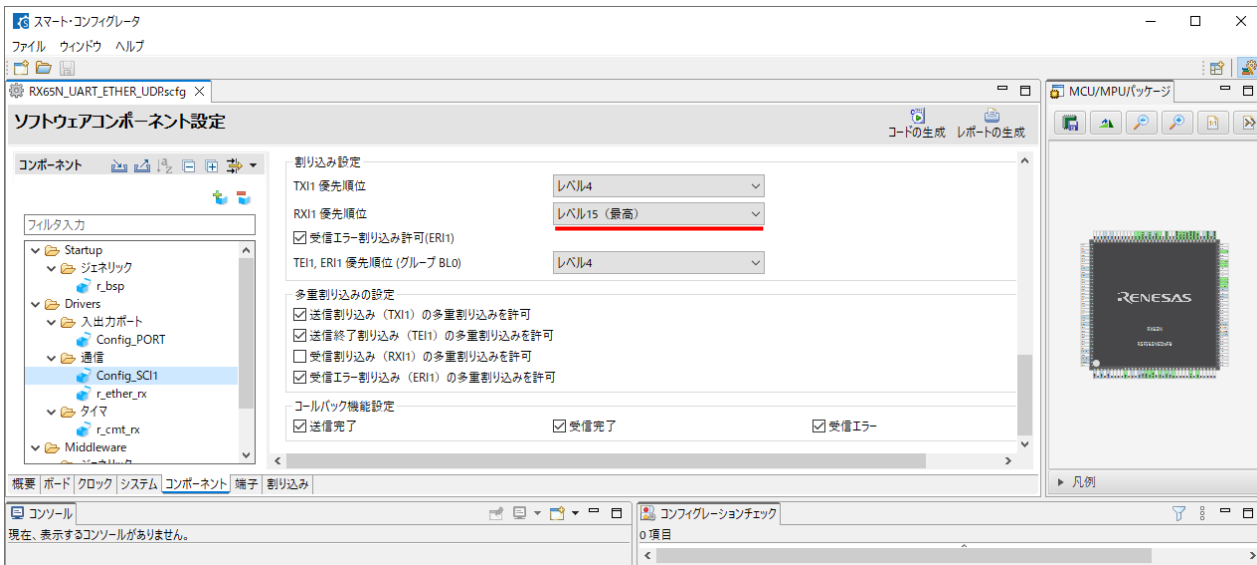 スマート・コンフィグレータ
ファイル ウィンドウ ヘルプ
RX65N_UART_ETHER_UDRscfg
MCU/MPUパッケージ
ソフトウェアコンポーネント設定
コードの生成 レポートの生成
コンポーネント
フィルタ入力
Startup
ジェネリック
r_bsp
Drivers
入出力ポート
Config_PORT
通信
Config_SCI1
r_ether_rx
タイマ
r_cmt_rx
Middleware
割り込み設定
TXI1 優先順位 レベル4
RXI1 優先順位 レベル15(最高)
受信エラー割り込み許可(ERI1)
TEI1, ERI1 優先順位 (グループ BL0) レベル4
多重割り込みの設定
送信割り込み(TXI1)の多重割り込みを許可
送信終了割り込み(TEI1)の多重割り込みを許可
受信割り込み(RXI1)の多重割り込みを許可
受信エラー割り込み(ERI1)の多重割り込みを許可
コールバック機能設定
送信完了 受信完了 受信エラー
RENESAS
RX65N
凡例
概要 ボード クロック システム コンポーネント 端子 割り込み
コンソール
現在、表示するコンソールがありません。
コンフィグレーションチェック
0 項目